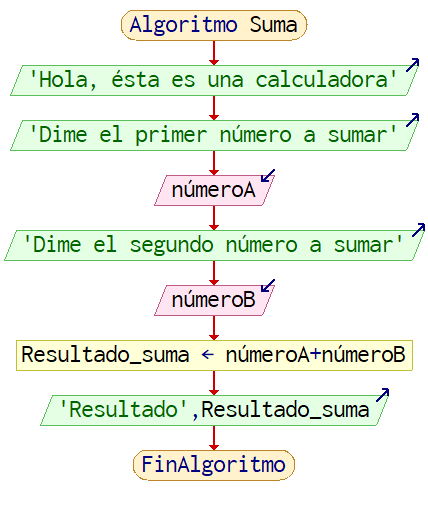 Algoritmo Suma
'Hola, ésta es una calculadora'
'Dime el primer número a sumar'
númeroA
'Dime el segundo número a sumar'
númeroB
Resultado_suma ← númeroA+númeroB
'Resultado',Resultado_suma
FinAlgoritmo